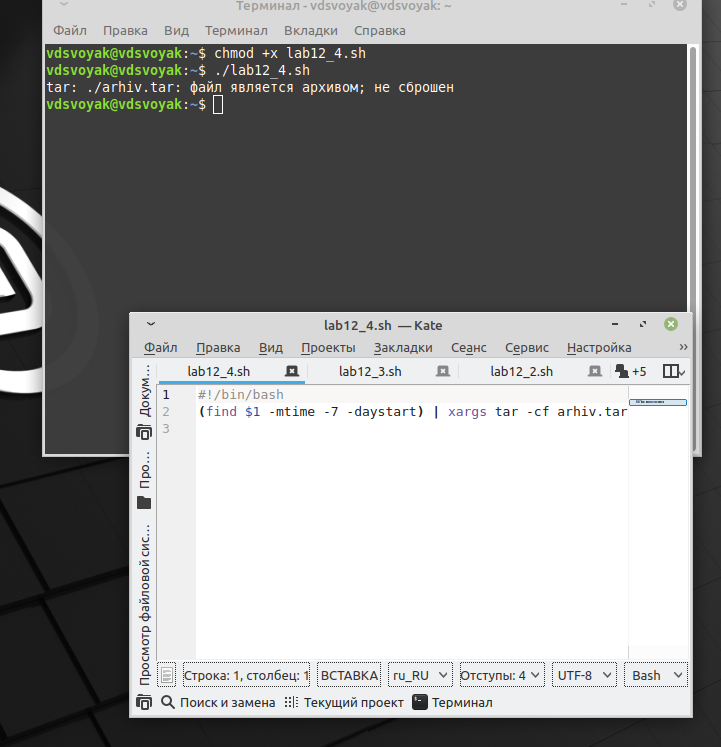 Терминал - vdsvoyak@vdsvoyak: ~
Файл Правка Вид Терминал Вкладки Справка
vdsvoyak@vdsvoyak:~$ chmod +x lab12_4.sh
vdsvoyak@vdsvoyak:~$ ./lab12_4.sh
tar: ./arhiv.tar: файл является архивом; не сброшен
vdsvoyak@vdsvoyak:~$
lab12_4.sh — Kate
Файл Правка Вид Проекты Закладки Сеанс Сервис Настройка »
lab12_4.sh lab12_3.sh lab12_2.sh +5
Докум...
Про...
Просмотр файловой сис...
1 #!/bin/bash
2 (find $1 -mtime -7 -daystart) | xargs tar -cf arhiv.tar
3
Строка: 1, столбец: 1 ВСТАВКА ru_RU Отступы: 4 UTF-8 Bash
Поиск и замена Текущий проект Терминал